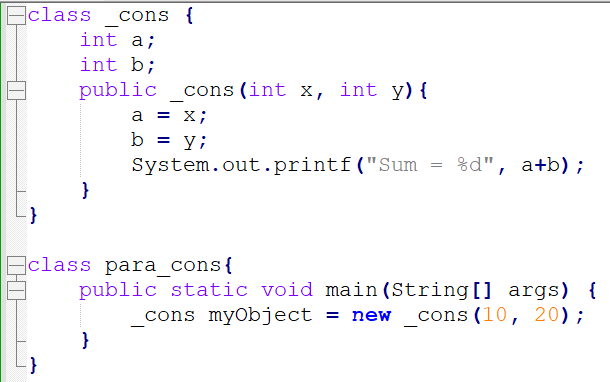 class _cons {
    int a;
    int b;
    public _cons(int x, int y){
        a = x;
        b = y;
        System.out.printf("Sum = %d", a+b);
    }
}

class para_cons{
    public static void main(String[] args) {
        _cons myObject = new _cons(10, 20);
    }
}